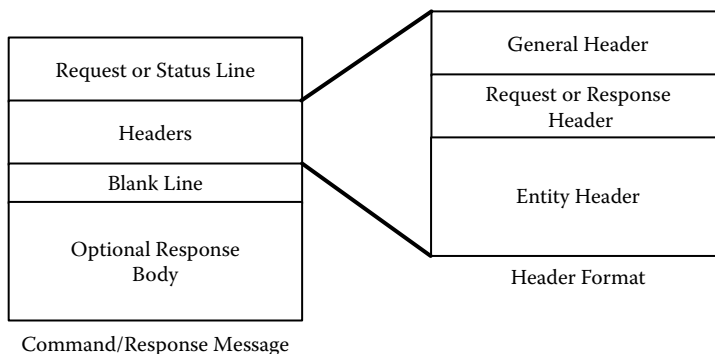 Request or Status Line
Headers
Blank Line
Optional Response
Body
Command/Response Message
General Header
Request or Response
Header
Entity Header
Header Format